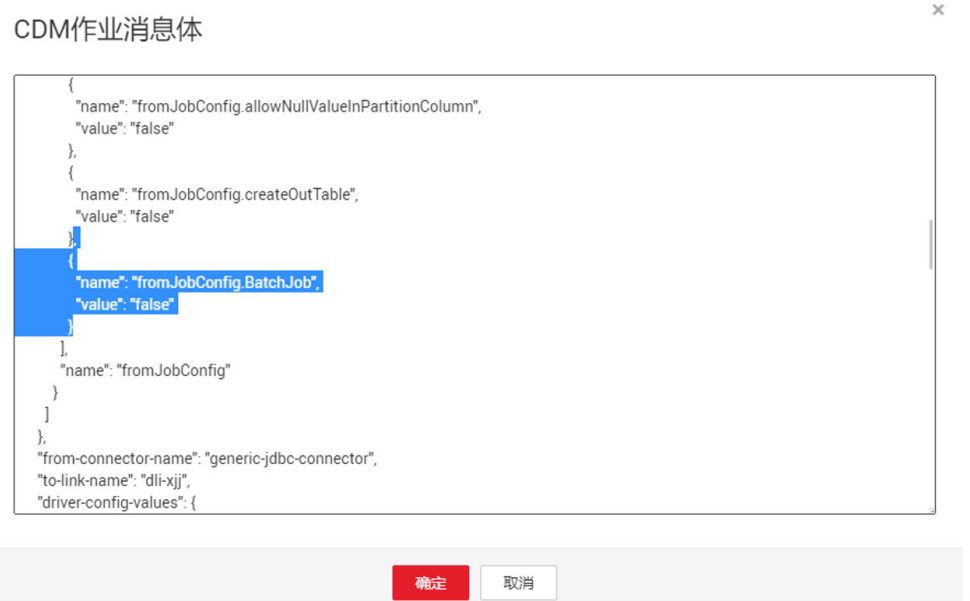 CDM作业消息体
×
{
"name": "fromJobConfig.allowNullValueInPartitionColumn",
"value": "false"
},
{
"name": "fromJobConfig.createOutTable",
"value": "false"
},
{
"name": "fromJobConfig.BatchJob",
"value": "false"
}
],
"name": "fromJobConfig"
}
]
},
"from-connector-name": "generic-jdbc-connector",
"to-link-name": "dli-xjj",
"driver-config-values": {
确定
取消